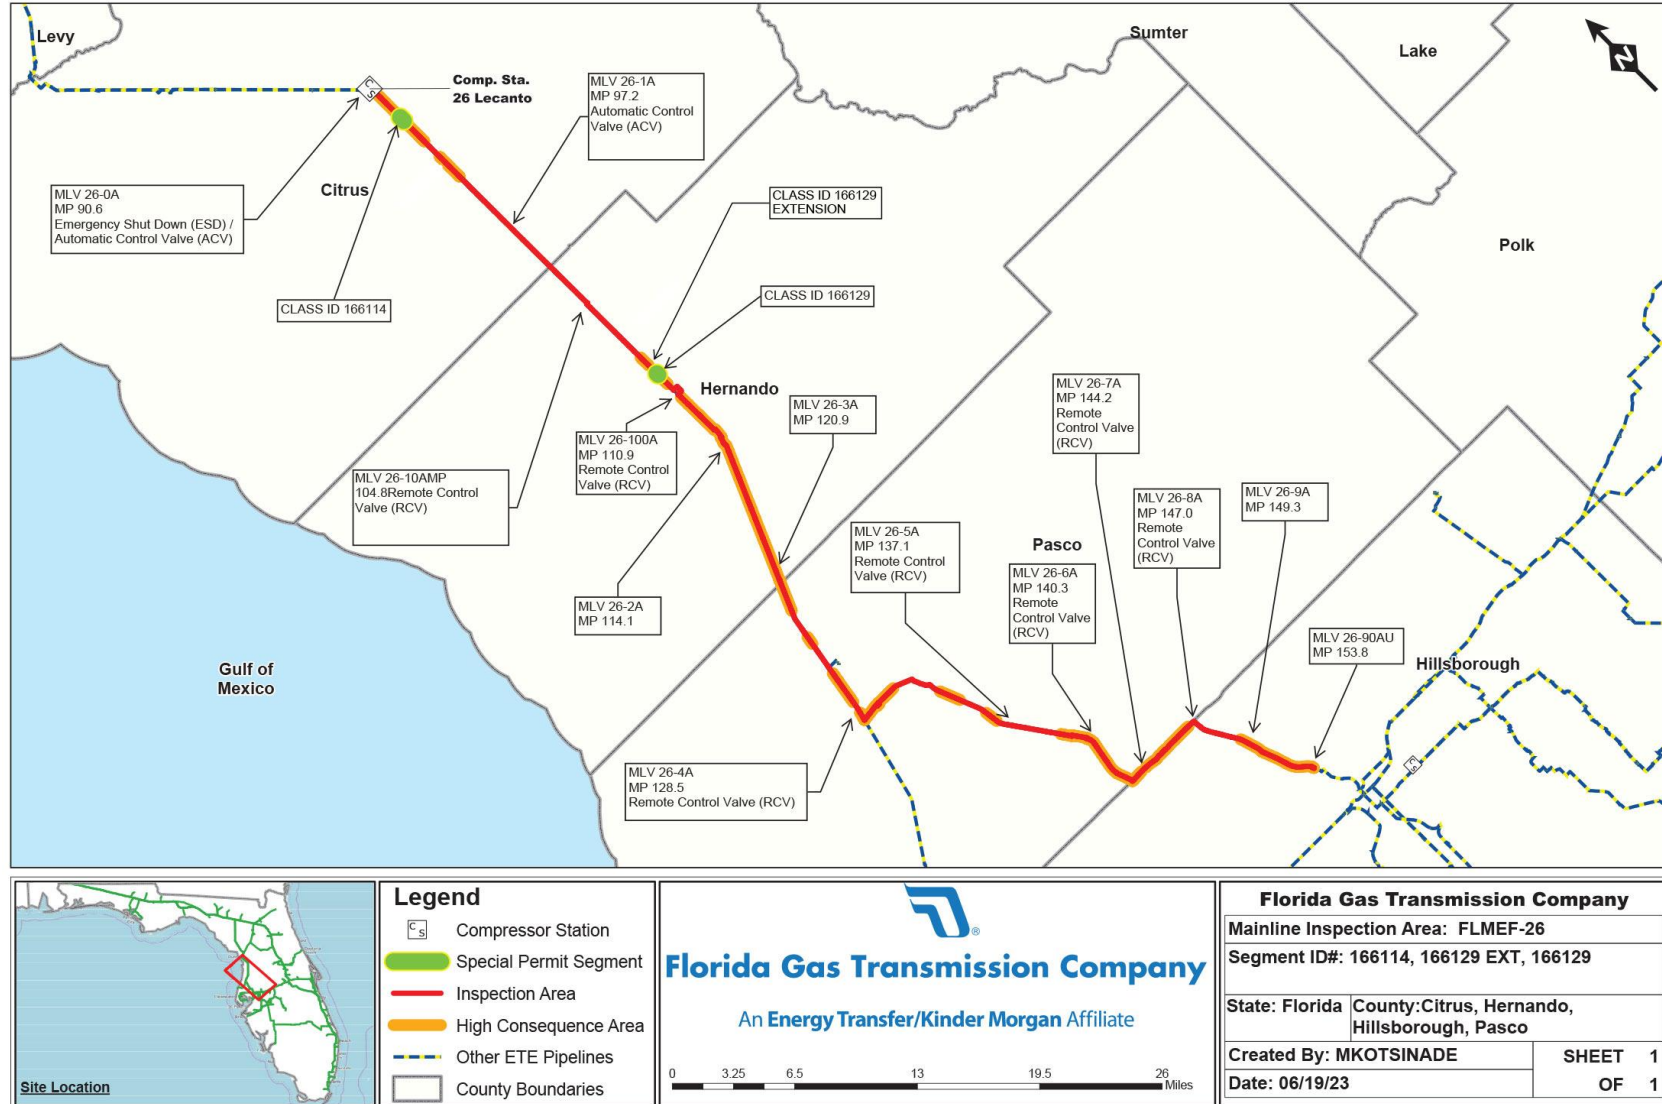 Levy
Sumter
Lake
N
Comp. Sta.
26 Lecanto
C
S
MLV 26-1A
MP 97.2
Automatic Control
Valve (ACV)
Citrus
MLV 26-0A
MP 90.6
Emergency Shut Down (ESD) /
Automatic Control Valve (ACV)
CLASS ID 166129
EXTENSION
Polk
CLASS ID 166114
CLASS ID 166129
Hernando
MLV 26-3A
MP 120.9
MLV 26-7A
MP 144.2
Remote
Control Valve
(RCV)
MLV 26-100A
MP 110.9
Remote Control
Valve (RCV)
MLV 26-10AMP
104.8Remote Control
Valve (RCV)
MLV 26-8A
MP 147.0
Remote
Control Valve
(RCV)
MLV 26-9A
MP 149.3
MLV 26-5A
MP 137.1
Remote Control
Valve (RCV)
Pasco
MLV 26-6A
MP 140.3
Remote
Control Valve
(RCV)
MLV 26-2A
MP 114.1
MLV 26-90AU
MP 153.8
Hillsborough
Gulf of
Mexico
MLV 26-4A
MP 128.5
Remote Control Valve (RCV)
C
S
Site Location
Legend
C
S
Compressor Station
Special Permit Segment
Inspection Area
High Consequence Area
Other ETE Pipelines
County Boundaries
®
Florida Gas Transmission Company
An Energy Transfer/Kinder Morgan Affiliate
0 3.25 6.5 13 19.5 26
Miles
Florida Gas Transmission Company
Mainline Inspection Area: FLMEF-26
Segment ID#: 166114, 166129 EXT, 166129
State: Florida
County:Citrus, Hernando,
Hillsborough, Pasco
Created By: MKOTSINADE
Date: 06/19/23
SHEET 1
OF 1